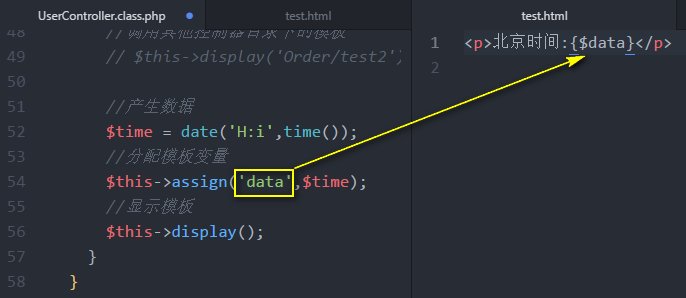 UserController.class.php
test.html
test.html
48 //调用其他控制器目录下的模板
49 // $this->display('Order/test2')
50
51 //产生数据
52 $time = date('H:i',time());
53 //分配模板变量
54 $this->assign('data',$time);
55 //显示模板
56 $this->display();
57 }
58 }
1 <p>北京时间:{$data}</p>
2